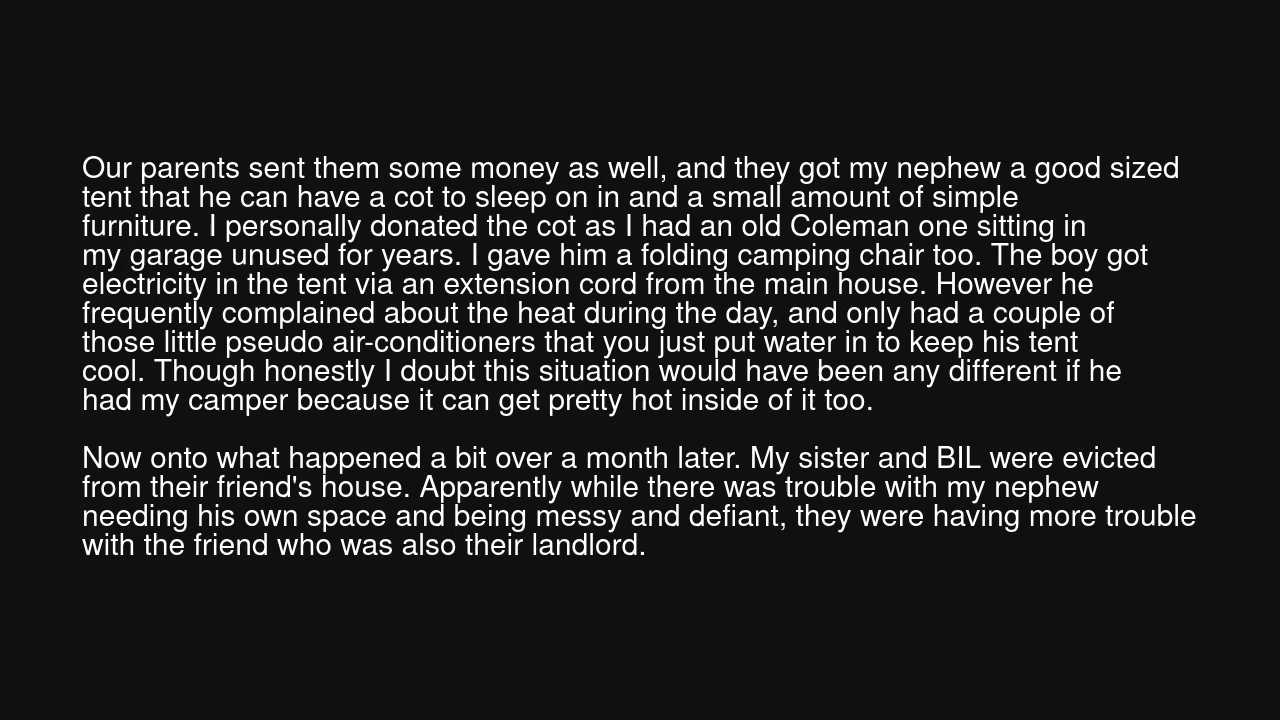 Our parents sent them some money as well, and they got my nephew a good sized
tent that he can have a cot to sleep on in and a small amount of simple
furniture. I personally donated the cot as I had an old Coleman one sitting in
my garage unused for years. I gave him a folding camping chair too. The boy got
electricity in the tent via an extension cord from the main house. However he
frequently complained about the heat during the day, and only had a couple of
those little pseudo air-conditioners that you just put water in to keep his tent
cool. Though honestly I doubt this situation would have been any different if he
had my camper because it can get pretty hot inside of it too.

Now onto what happened a bit over a month later. My sister and BIL were evicted
from their friend's house. Apparently while there was trouble with my nephew
needing his own space and being messy and defiant, they were having more trouble
with the friend who was also their landlord.